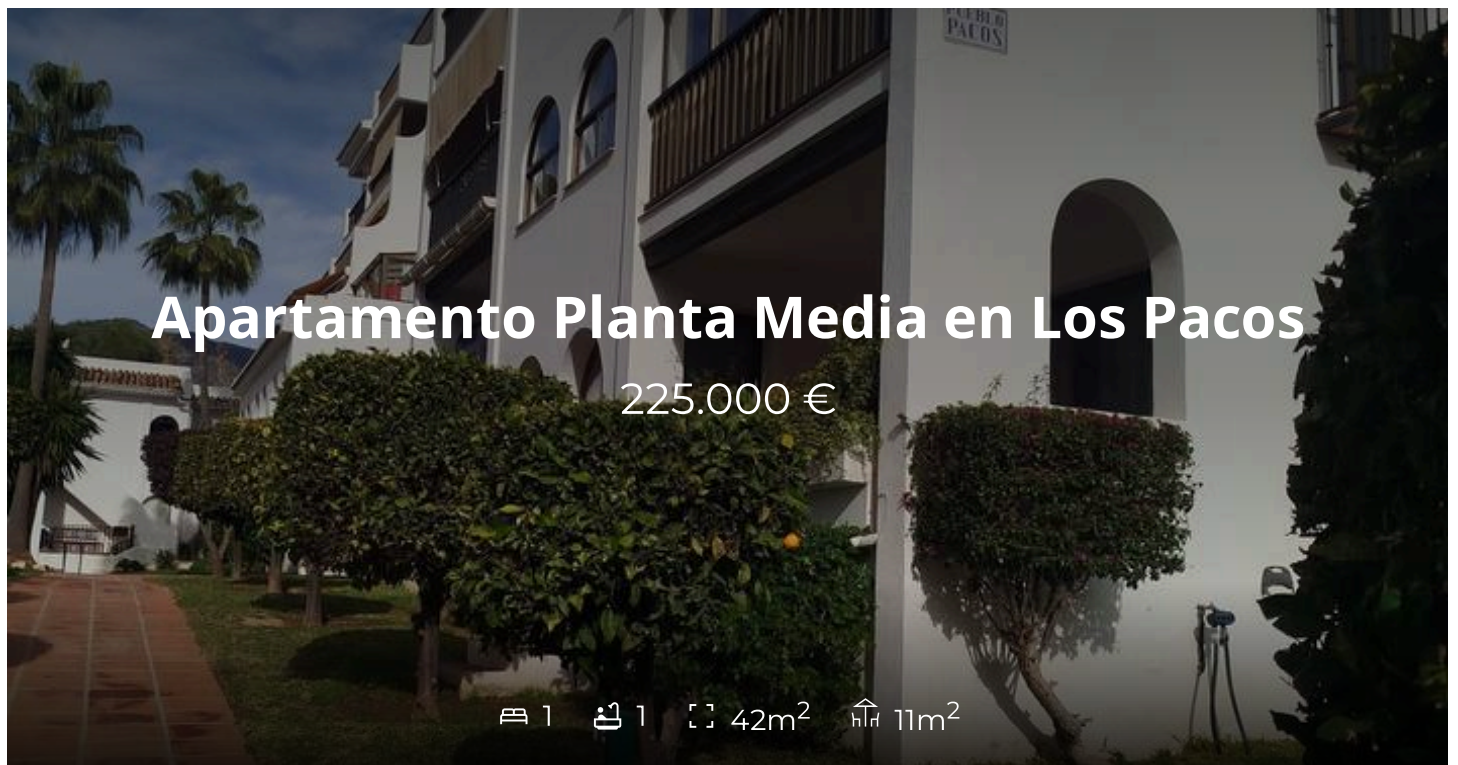 PUEBLO
PACOS
Apartamento Planta Media en Los Pacos
225.000 €
1 1 42m² 11m²